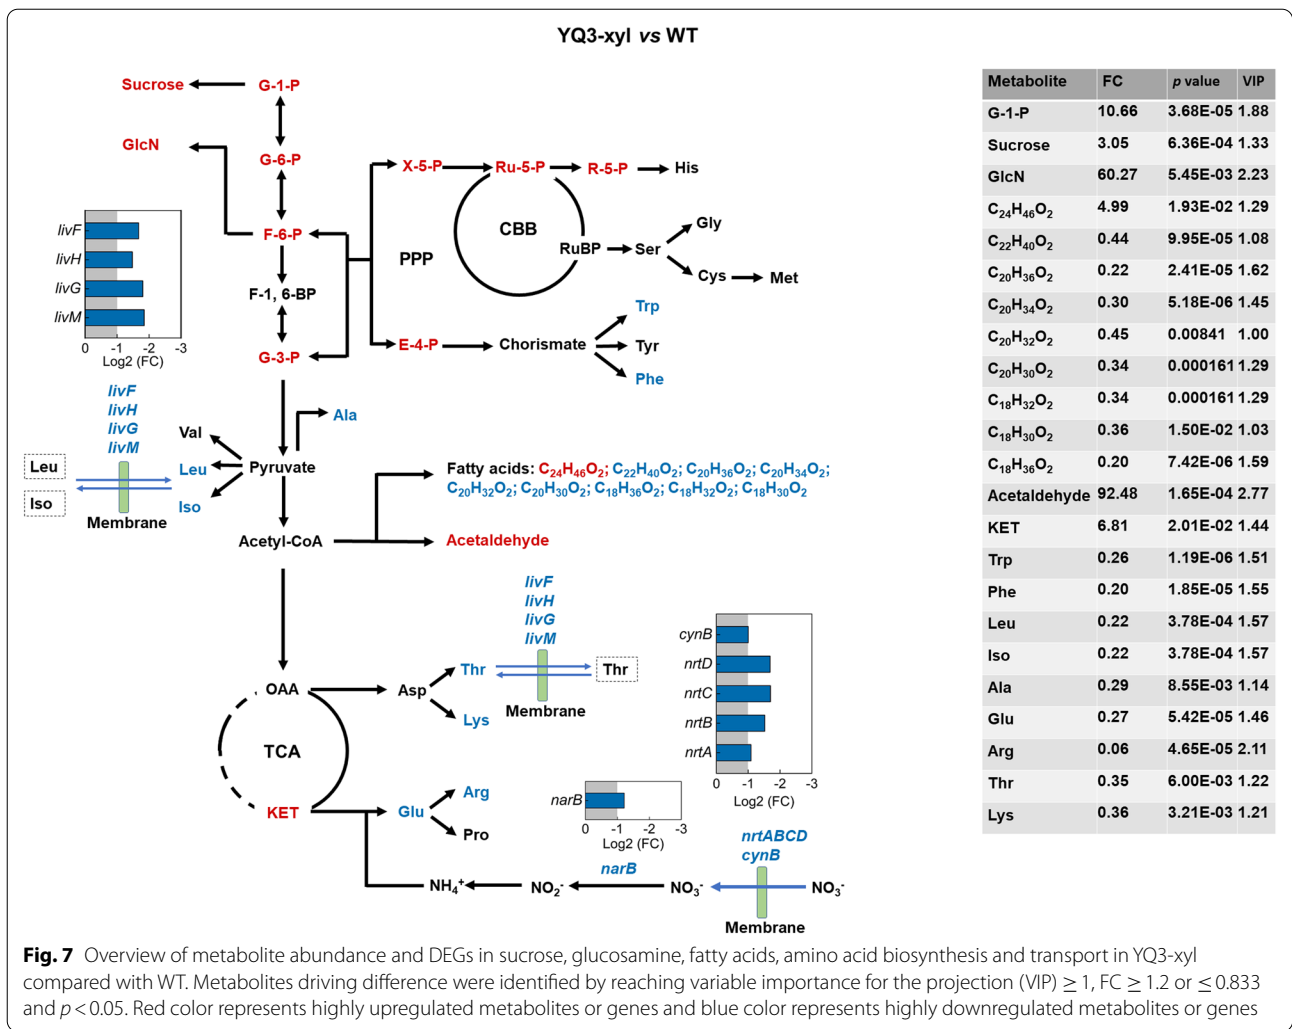 YQ3-xyl vs WT
Sucrose
G-1-P
GlcN
G-6-P
X-5-P
Ru-5-P
R-5-P
His
F-6-P
PPP
CBB
RuBP
Ser
Gly
Cys
Met
F-1, 6-BP
G-3-P
E-4-P
Chorismate
Trp
Tyr
Phe
livF
livH
livG
livM
0 -1 -2 -3
Log2 (FC)
livF
livH
livG
livM
Leu
Iso
Membrane
Val
Leu
Iso
Pyruvate
Ala
Acetyl-CoA
Fatty acids: C24H46O2; C22H40O2; C20H36O2; C20H34O2;
C20H32O2; C20H30O2; C18H36O2; C18H32O2; C18H30O2
Acetaldehyde
livF
livH
livG
livM
OAA
Asp
Thr
Lys
Thr
Membrane
TCA
KET
Glu
Arg
Pro
cynB
nrtD
nrtC
nrtB
nrtA
0 -1 -2 -3
Log2 (FC)
narB
0 -1 -2 -3
Log2 (FC)
narB
nrtABCD
cynB
NH4+
NO2-
NO3-
NO3-
Membrane
Metabolite FC p value VIP
G-1-P 10.66 3.68E-05 1.88
Sucrose 3.05 6.36E-04 1.33
GlcN 60.27 5.45E-03 2.23
C24H46O2 4.99 1.93E-02 1.29
C22H40O2 0.44 9.95E-05 1.08
C20H36O2 0.22 2.41E-05 1.62
C20H34O2 0.30 5.18E-06 1.45
C20H32O2 0.45 0.00841 1.00
C20H30O2 0.34 0.000161 1.29
C18H32O2 0.34 0.000161 1.29
C18H30O2 0.36 1.50E-02 1.03
C18H36O2 0.20 7.42E-06 1.59
Acetaldehyde 92.48 1.65E-04 2.77
KET 6.81 2.01E-02 1.44
Trp 0.26 1.19E-06 1.51
Phe 0.20 1.85E-05 1.55
Leu 0.22 3.78E-04 1.57
Iso 0.22 3.78E-04 1.57
Ala 0.29 8.55E-03 1.14
Glu 0.27 5.42E-05 1.46
Arg 0.06 4.65E-05 2.11
Thr 0.35 6.00E-03 1.22
Lys 0.36 3.21E-03 1.21
Fig. 7 Overview of metabolite abundance and DEGs in sucrose, glucosamine, fatty acids, amino acid biosynthesis and transport in YQ3-xyl
compared with WT. Metabolites driving difference were identified by reaching variable importance for the projection (VIP) ≥ 1, FC ≥ 1.2 or ≤ 0.833
and p < 0.05. Red color represents highly upregulated metabolites or genes and blue color represents highly downregulated metabolites or genes